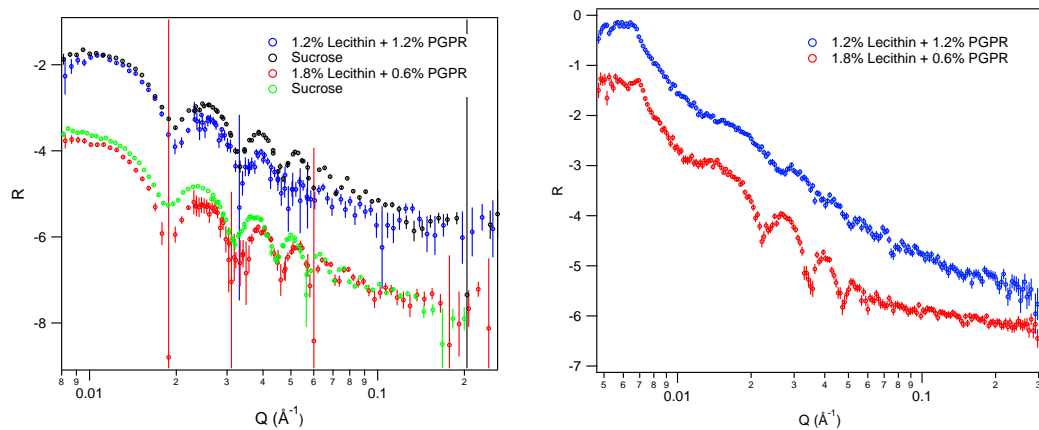 1.2% Lecithin + 1.2% PGPR
Sucrose
1.8% Lecithin + 0.6% PGPR
Sucrose
R
-2
-4
-6
-8
8 9 2 3 4 5 6 7 8 9 2
0.01 0.1
Q (Å-1)
1.2% Lecithin + 1.2% PGPR
1.8% Lecithin + 0.6% PGPR
R
0
-1
-2
-3
-4
-5
-6
-7
5 6 7 8 9 2 3 4 5 6 7 8 9 2 3
0.01 0.1
Q (Å-1)